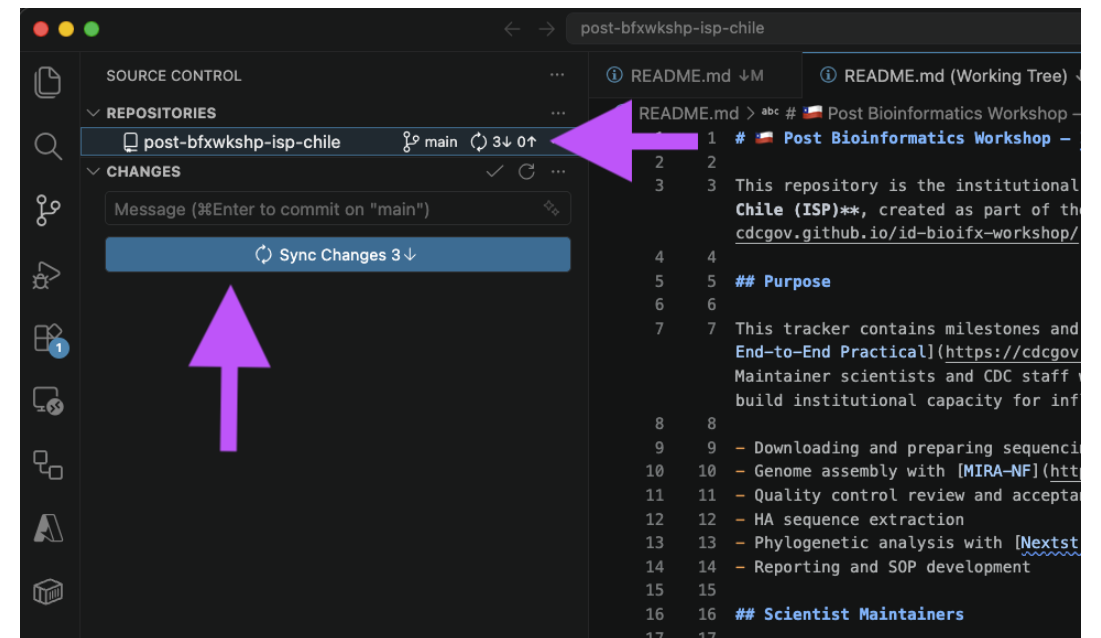 post-bfxwkshp-isp-chile
SOURCE CONTROL
REPOSITORIES
post-bfxwkshp-isp-chile main 3↓ 0↑
CHANGES
Message (⌘Enter to commit on "main")
Sync Changes 3↓
1
README.md ↓M README.md (Working Tree)
README.md > abc # 🇨🇱 Post Bioinformatics Workshop –
1 # 🇨🇱 Post Bioinformatics Workshop –
2 2
3 3 This repository is the institutional
Chile (ISP)**, created as part of the
cdcgov.github.io/id-bioifx-workshop/
4 4
5 5 ## Purpose
6 6
7 7 This tracker contains milestones and
End-to-End Practical](https://cdcgov
Maintainer scientists and CDC staff
build institutional capacity for inf
8 8
9 9 - Downloading and preparing sequenci
10 10 - Genome assembly with [MIRA-NF](htt
11 11 - Quality control review and accepta
12 12 - HA sequence extraction
13 13 - Phylogenetic analysis with [Nextst
14 14 - Reporting and SOP development
15 15
16 16 ## Scientist Maintainers
17 17